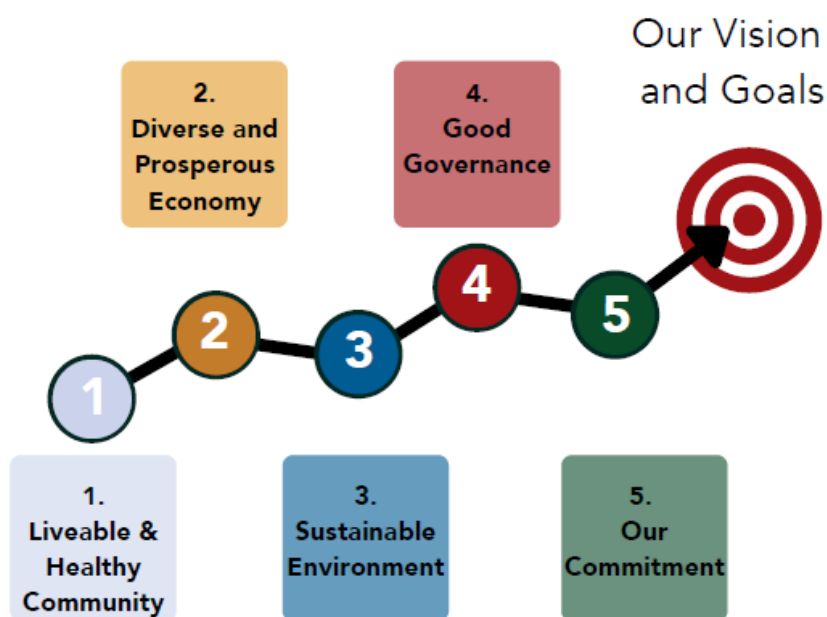 Our Vision
and Goals
2.
Diverse and
Prosperous
Economy
4.
Good
Governance
1
2
3
4
5
1.
Liveable &
Healthy
Community
3.
Sustainable
Environment
5.
Our
Commitment